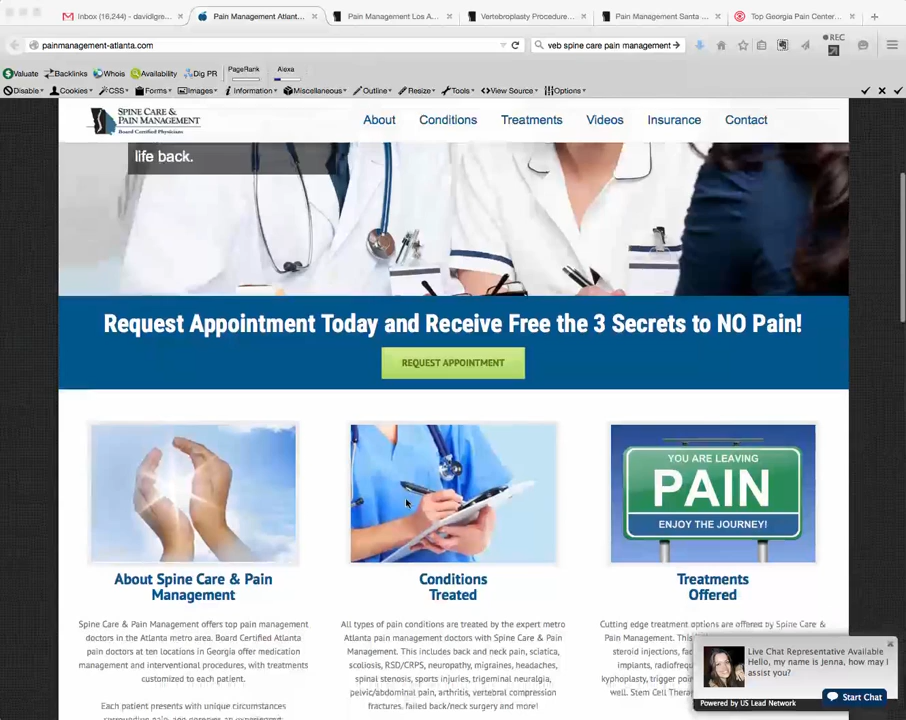 Inbox (16,244) - davidlgre...
Pain Management Atlant...
Pain Management Los A...
Vertebroplasty Procedure...
Pain Management Santa ...
Top Georgia Pain Center...
painmanagement-atlanta.com
veb spine care pain management
REC
Valuate Backlinks Whois Availability Dig PR PageRank Alexa
Disable Cookies CSS Forms Images Information Miscellaneous Outline Resize Tools View Source Options
SPINE CARE &
PAIN MANAGEMENT
Board Certified Physicians
About Conditions Treatments Videos Insurance Contact
life back.
Request Appointment Today and Receive Free the 3 Secrets to NO Pain!
REQUEST APPOINTMENT
YOU ARE LEAVING
PAIN
ENJOY THE JOURNEY!
About Spine Care & Pain
Management
Spine Care & Pain Management offers top pain management
doctors in the Atlanta metro area. Board Certified Atlanta
pain doctors at ten locations in Georgia offer medication
management and interventional procedures, with treatments
customized to each patient.
Each patient presents with unique circumstances
Conditions
Treated
All types of pain conditions are treated by the expert metro
Atlanta pain management doctors with Spine Care & Pain
Management. This includes back and neck pain, sciatica,
scoliosis, RSD/CRPS, neuropathy, migraines, headaches,
spinal stenosis, sports injuries, trigeminal neuralgia,
pelvic/abdominal pain, arthritis, vertebral compression
fractures, failed back/neck surgery and more!
Treatments
Offered
Cutting edge treatment options are offered by Spine Care &
Pain Management. This
steroid injections, fac
implants, radiofreq
kyphoplasty, trigger poi
well. Stem Cell Thera
Live Chat Representative Available
Hello, my name is Jenna, how may I
assist you?
Powered by US Lead Network
Start Chat